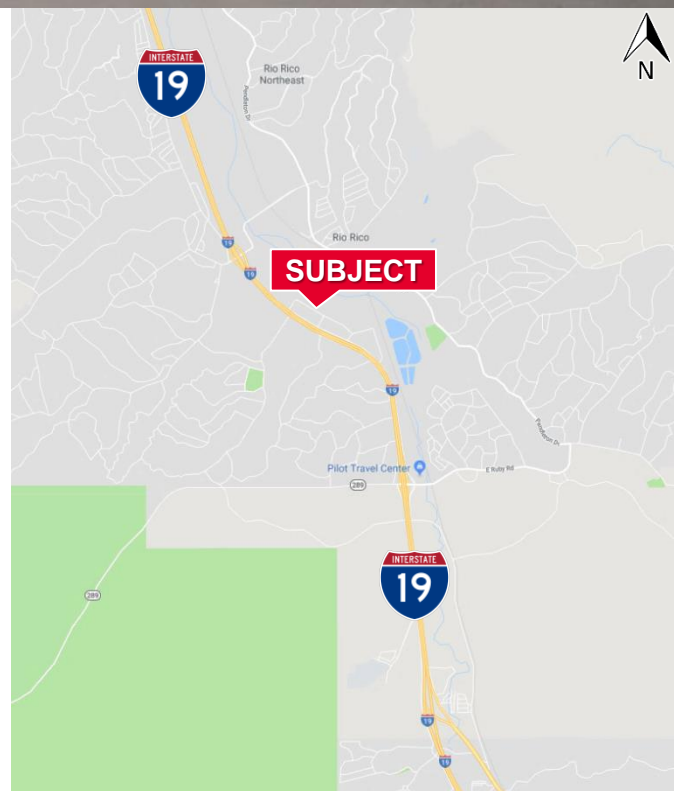 INTERSTATE
19
N
Rio Rico
Northeast
Pendleton Dr
Rio Rico
19
19
SUBJECT
19
Pendleton Dr
Pilot Travel Center
E Ruby Rd
289
INTERSTATE
19
289
19
19